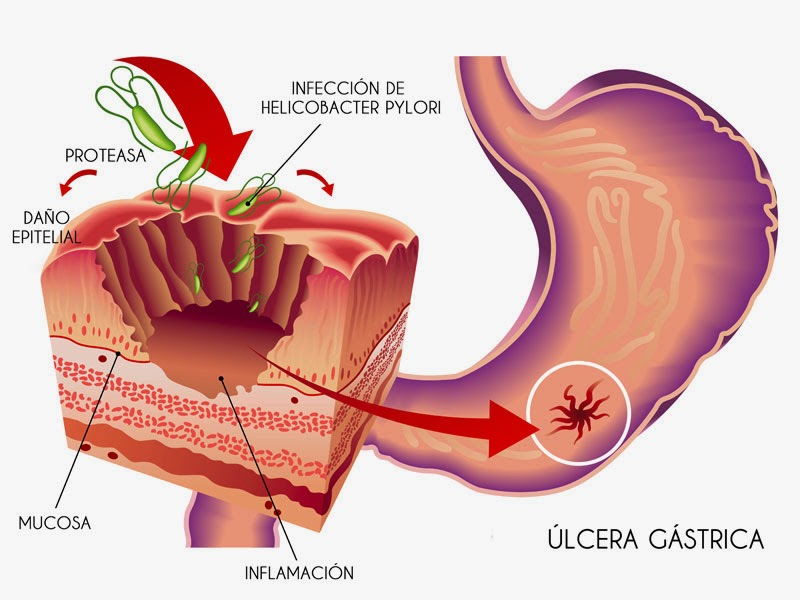 INFECCIÓN DE
HELICOBACTER PYLORI
PROTEASA
DAÑO
EPITELIAL
MUCOSA
INFLAMACIÓN
ÚLCERA GÁSTRICA